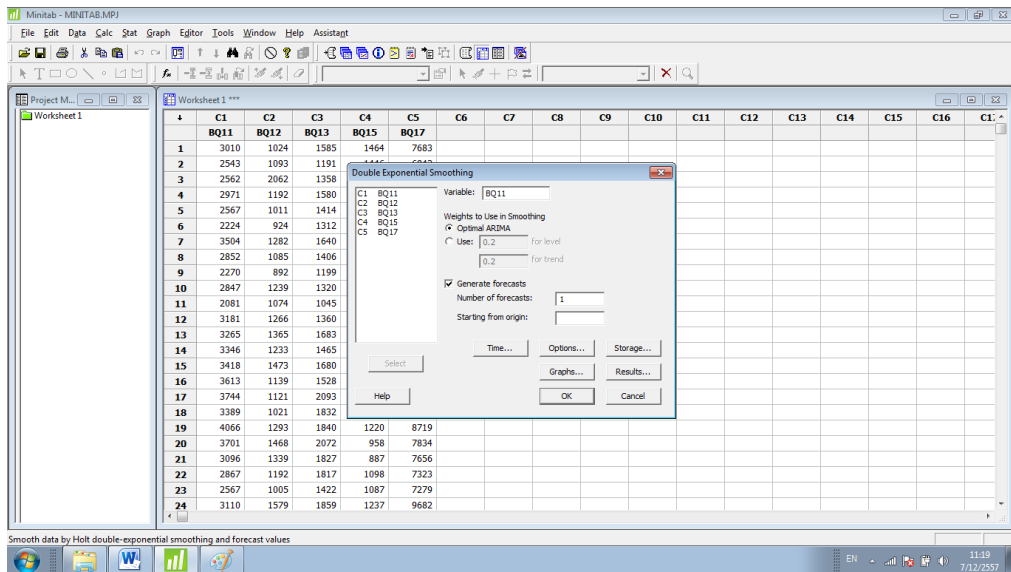 Minitab - MINITAB.MPJ
File Edit Data Calc Stat Graph Editor Tools Window Help Assistant
Project M...
Worksheet 1
Worksheet 1 ***
C1 C2 C3 C4 C5 C6 C7 C8 C9 C10 C11 C12 C13 C14 C15 C16
BQ11 BQ12 BQ13 BQ15 BQ17
1 3010 1024 1585 1464 7683
2 2543 1093 1191
3 2562 2062 1358
4 2971 1192 1580
5 2567 1011 1414
6 2224 924 1312
7 3504 1282 1640
8 2852 1085 1406
9 2270 892 1199
10 2847 1239 1320
11 2081 1074 1045
12 3181 1266 1360
13 3265 1365 1683
14 3346 1233 1465
15 3418 1473 1680
16 3613 1139 1528
17 3744 1121 2093
18 3389 1021 1832
19 4066 1293 1840 1220 8719
20 3701 1468 2072 958 7834
21 3096 1339 1827 887 7656
22 2867 1192 1817 1098 7323
23 2567 1005 1422 1087 7279
24 3110 1579 1859 1237 9682
Double Exponential Smoothing
C1 BQ11
C2 BQ12
C3 BQ13
C4 BQ15
C5 BQ17
Variable: BQ11
Weights to Use in Smoothing
Optimal ARIMA
Use: 0.2 for level
0.2 for trend
Generate forecasts
Number of forecasts: 1
Starting from origin:
Time... Options... Storage...
Select
Graphs... Results...
Help OK Cancel
Smooth data by Holt double-exponential smoothing and forecast values
EN
11:19
7/12/2557